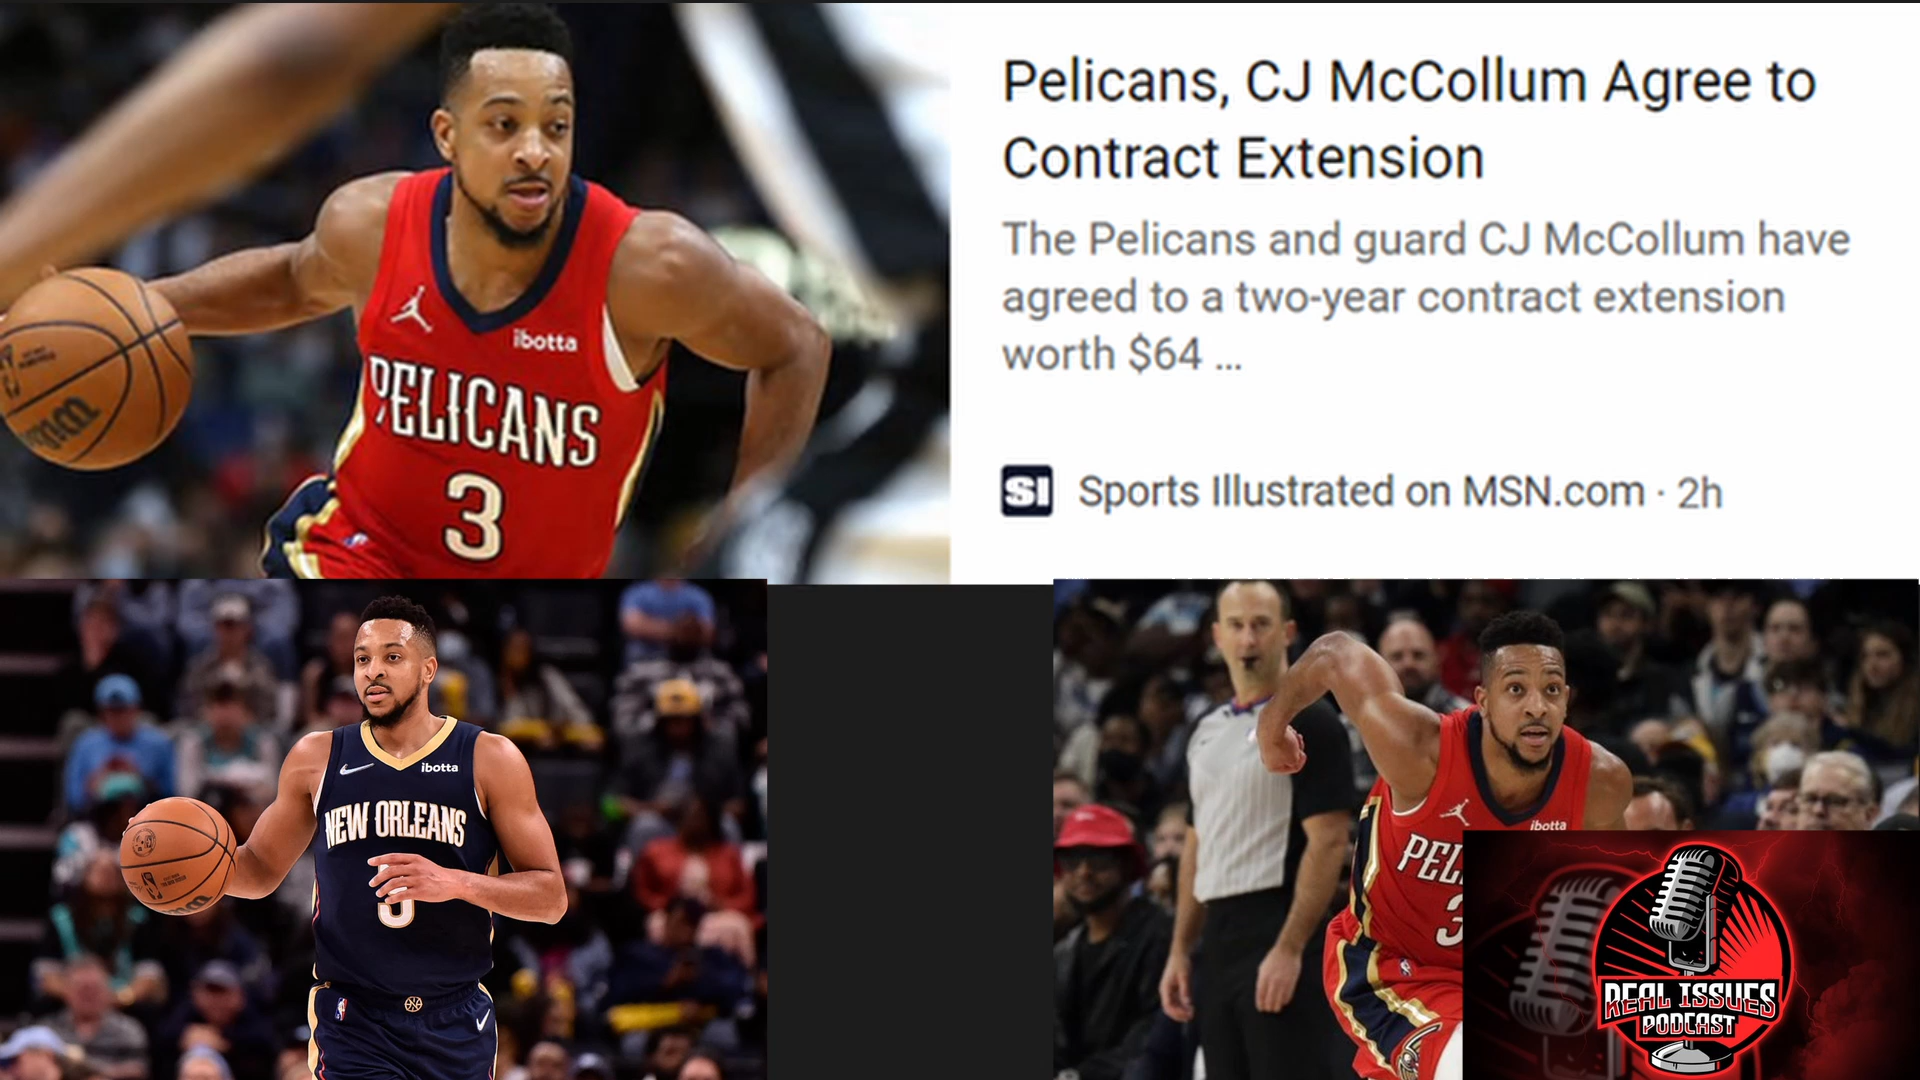 Pelicans, CJ McCollum Agree to
Contract Extension
The Pelicans and guard CJ McCollum have
agreed to a two-year contract extension
worth $64 ...
SI Sports Illustrated on MSN.com · 2h
ibotta
PELICANS
3
ibotta
NEW ORLEANS
3
ibotta
PEL
3
REAL ISSUES
PODCAST